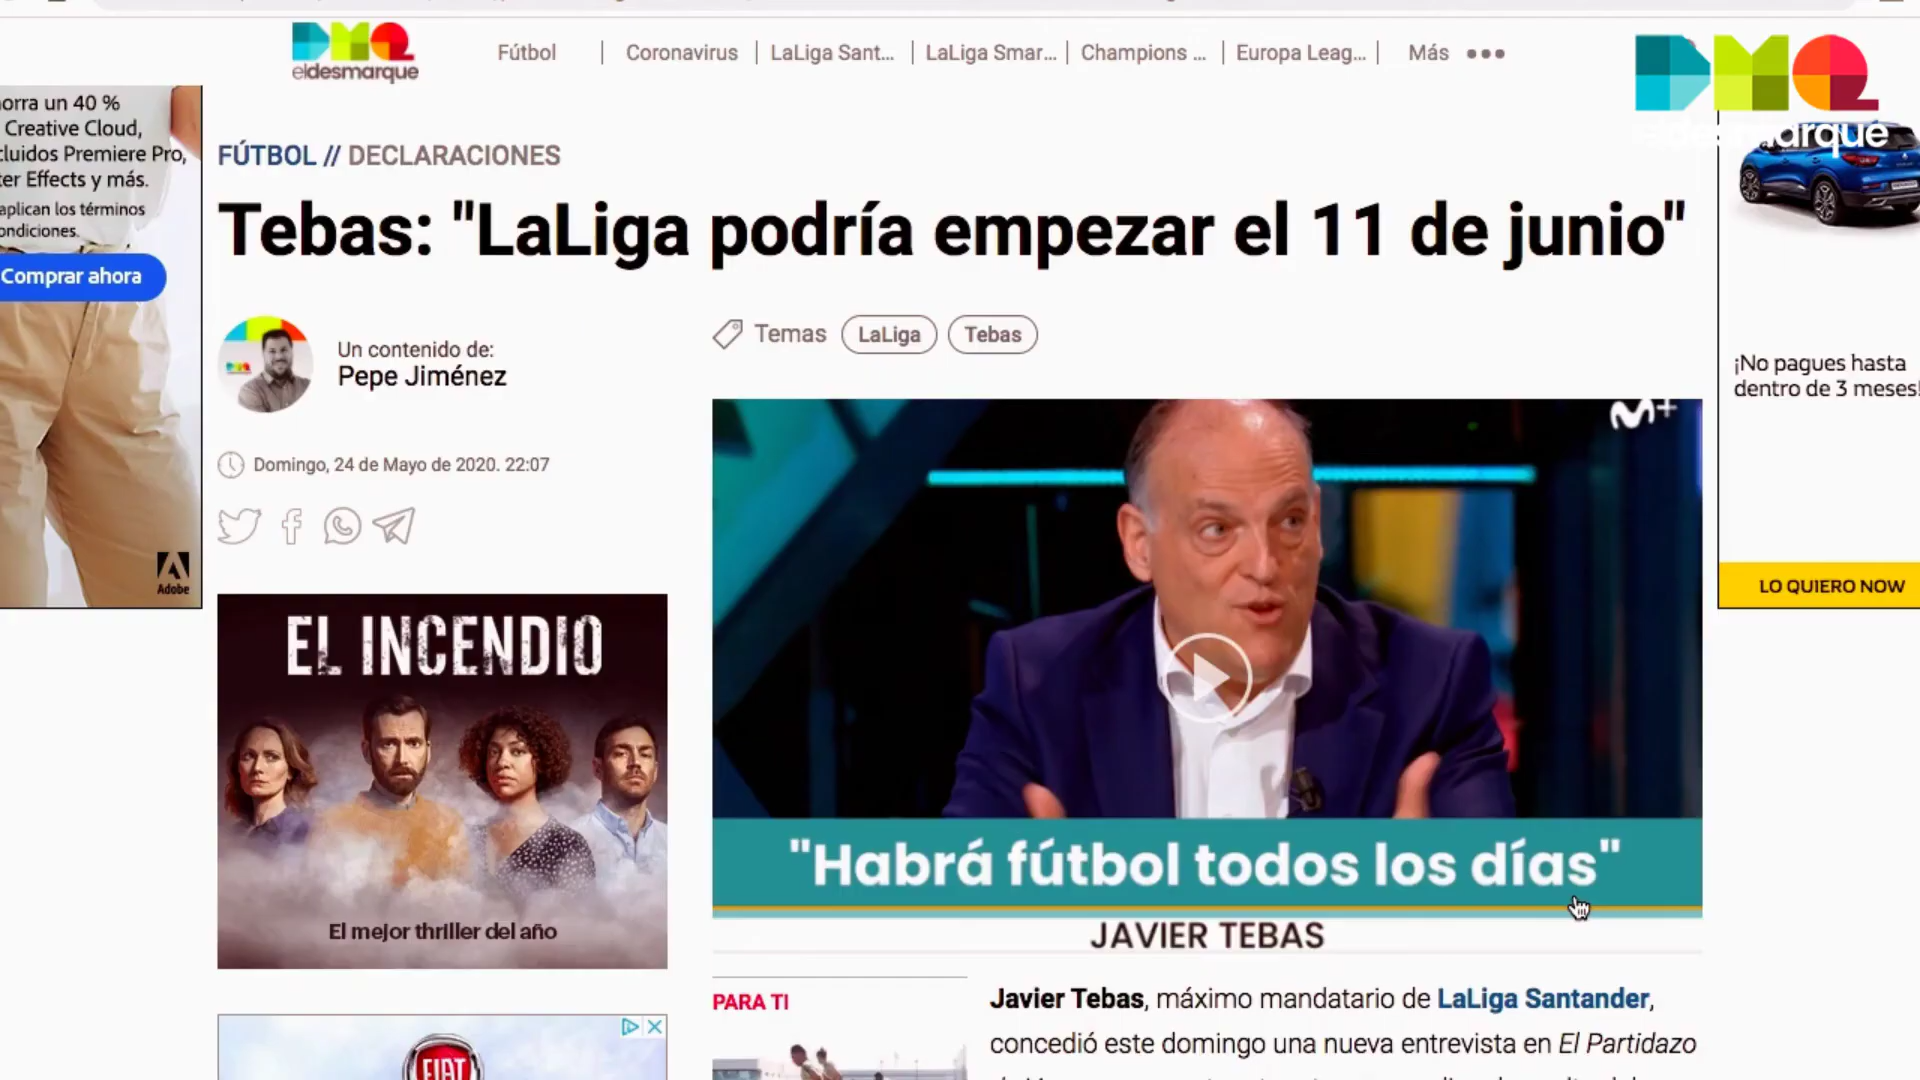 eldesmarque
Fútbol
Coronavirus
LaLiga Sant...
LaLiga Smar...
Champions ...
Europa Leag...
Más
eldesmarque
orra un 40 %
Creative Cloud,
cluidos Premiere Pro,
ter Effects y más.
aplican los términos
ondiciones.
Comprar ahora
Adobe
FÚTBOL // DECLARACIONES
Tebas: "LaLiga podría empezar el 11 de junio"
Un contenido de:
Pepe Jiménez
Temas
LaLiga
Tebas
Domingo, 24 de Mayo de 2020. 22:07
EL INCENDIO
El mejor thriller del año
FIAT
M+
"Habrá fútbol todos los días"
JAVIER TEBAS
PARA TI
Javier Tebas, máximo mandatario de LaLiga Santander,
concedió este domingo una nueva entrevista en El Partidazo
¡No pagues hasta
dentro de 3 meses!
LO QUIERO NOW